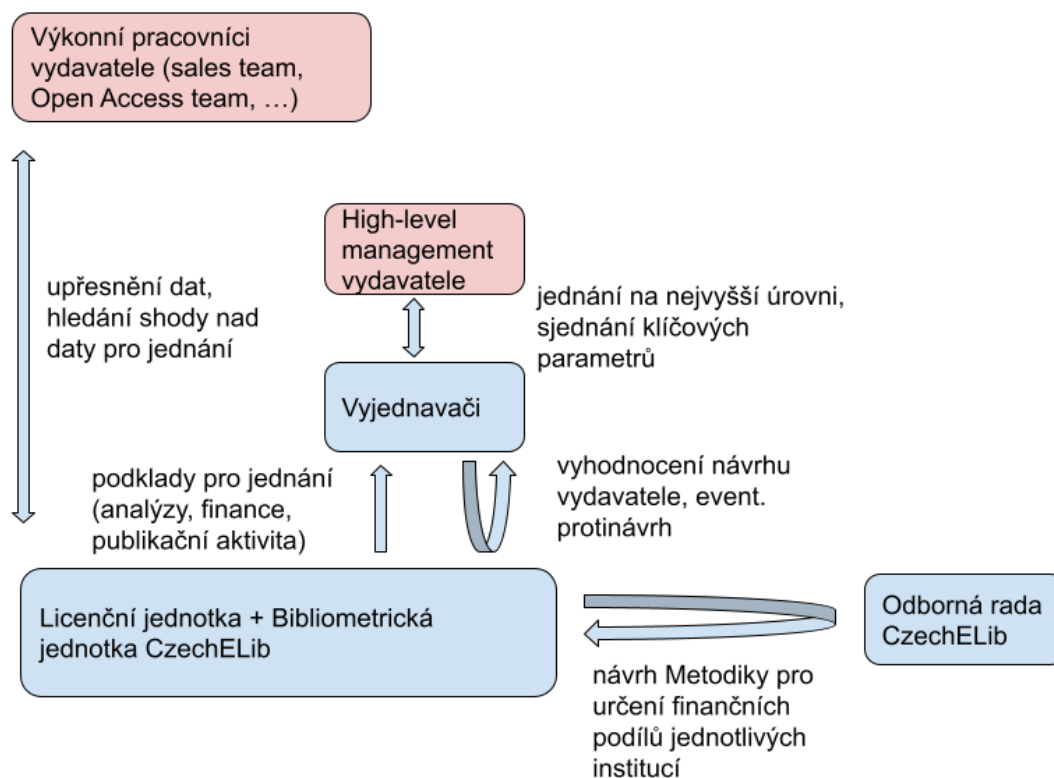 Výkonní pracovníci
vydavatele (sales team,
Open Access team, …)
High-level
management
vydavatele
upřesnění dat,
hledání shody nad
daty pro jednání
jednání na nejvyšší úrovni,
sjednání klíčových
parametrů
Vyjednavači
podklady pro jednání
(analýzy, finance,
publikační aktivita)
vyhodnocení návrhu
vydavatele, event.
protinávrh
Licenční jednotka + Bibliometrická
jednotka CzechELib
Odborná rada
CzechELib
návrh Metodiky pro
určení finančních
podílů jednotlivých
institucí